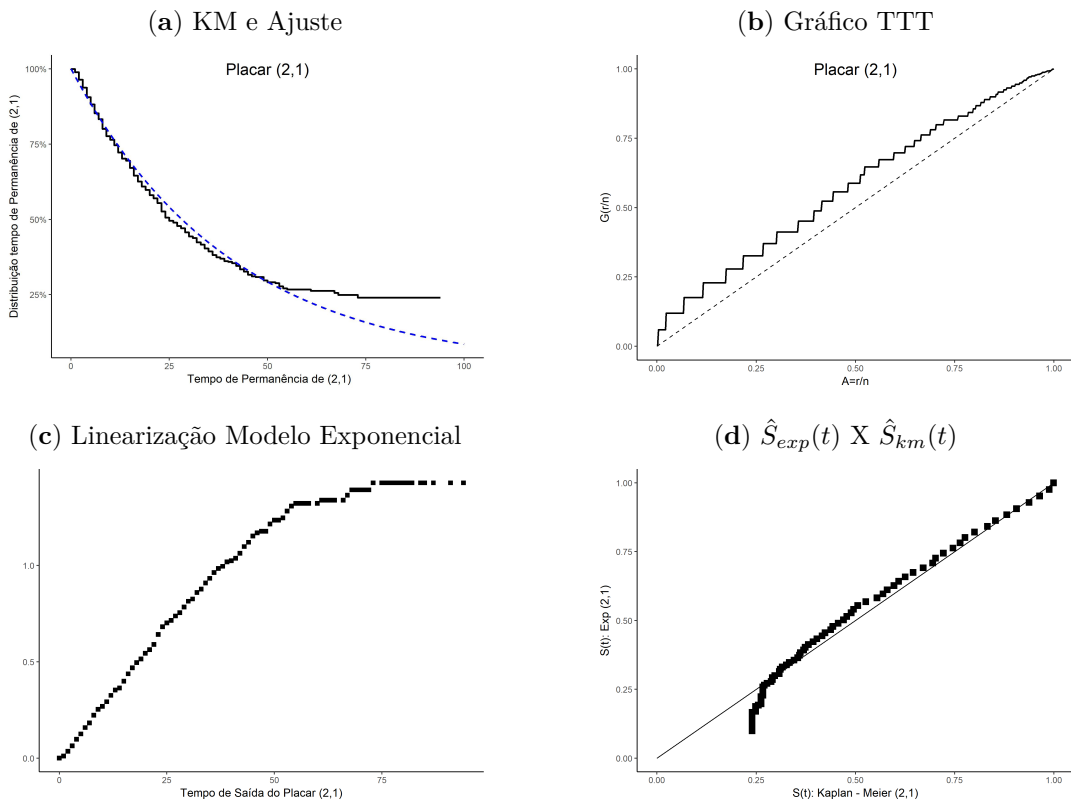 (a) KM e Ajuste
Placar (2,1)
Distribuição tempo de Permanência de (2,1)
100%
75%
50%
25%
0
25
50
75
100
Tempo de Permanência de (2,1)
(b) Gráfico TTT
Placar (2,1)
G(r/n)
1.00
0.75
0.50
0.25
0.00
0.00
0.25
0.50
0.75
1.00
A=r/n
(c) Linearização Modelo Exponencial
1.0
0.5
0.0
0
25
50
75
Tempo de Saída do Placar (2,1)
(d) Ŝ_exp(t) X Ŝ_km(t)
S(t): Exp (2,1)
1.00
0.75
0.50
0.25
0.00
0.00
0.25
0.50
0.75
1.00
S(t): Kaplan - Meier (2,1)